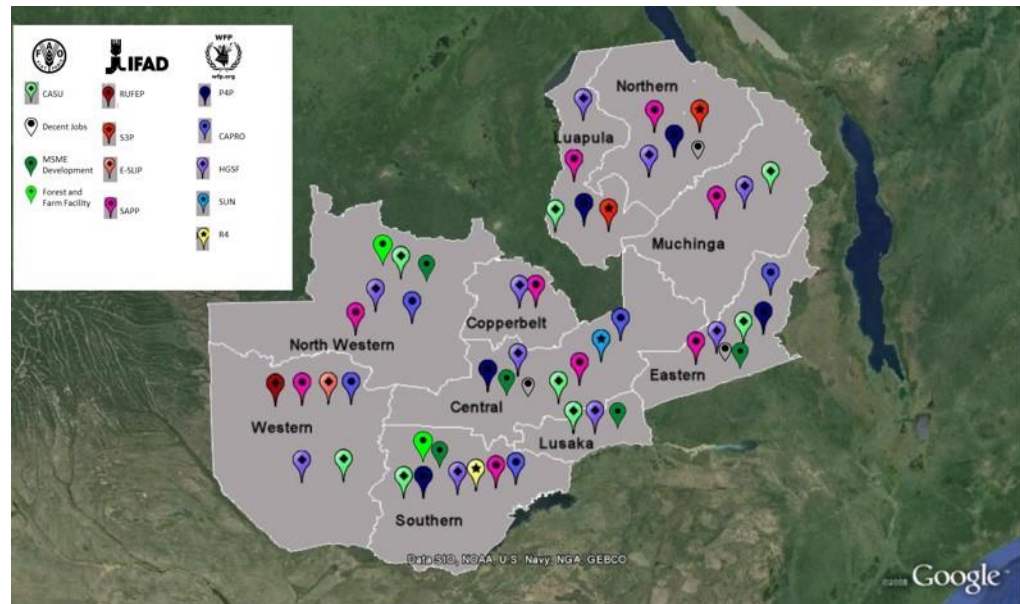 FAO
IFAD
WFP
wfp.org
CASU
RUFEP
P4P
Decent Jobs
S3P
CAPRO
MSME
Development
E-SLIP
HGSF
Forest and
Farm Facility
SAPP
SUN
R4
Northern
Luapula
Muchinga
Copperbelt
North Western
Eastern
Central
Western
Lusaka
Southern
Data SIO, NOAA, U.S. Navy, NGA, GEBCO
Google